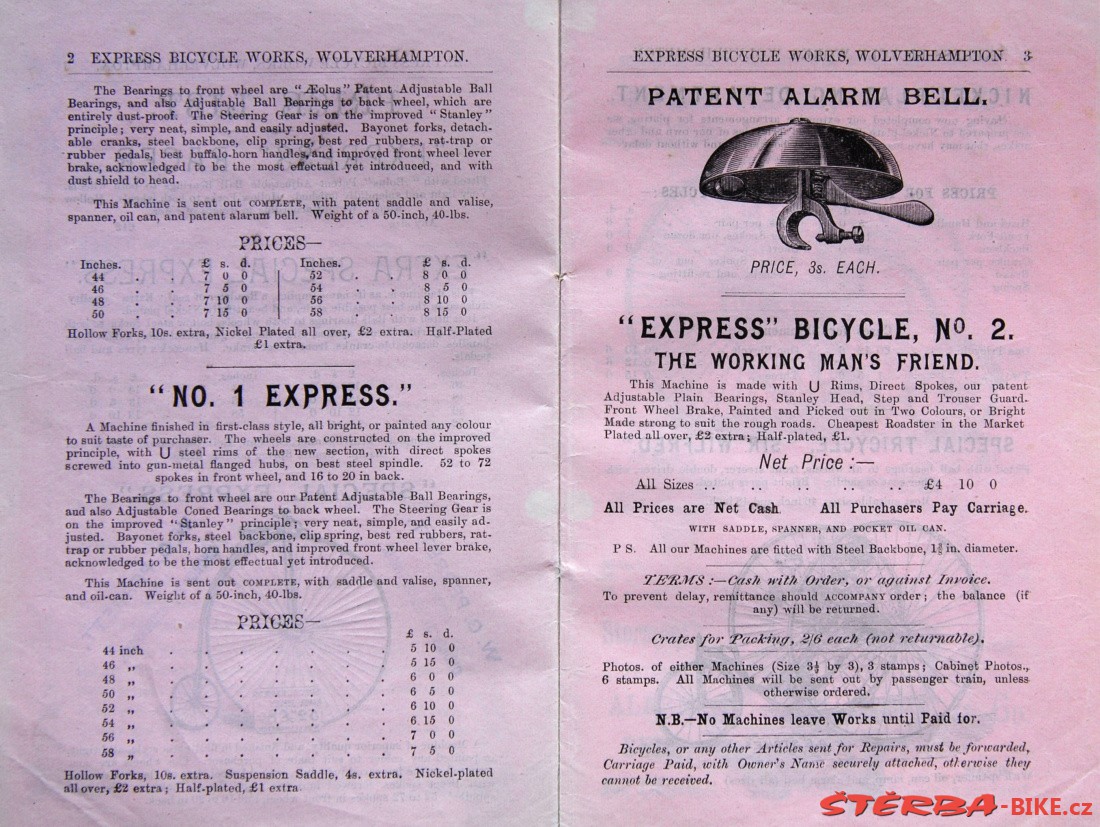 2 EXPRESS BICYCLE WORKS, WOLVERHAMPTON.
The Bearings to front wheel are "Æolus" Patent Adjustable Ball
Bearings, and also Adjustable Ball Bearings to back wheel, which are
entirely dust-proof. The Steering Gear is on the improved "Stanley"
principle; very neat, simple, and easily adjusted. Bayonet forks, detach-
able cranks, steel backbone, clip spring, best red rubbers, rat-trap or
rubber pedals, best buffalo-horn handles, and improved front wheel lever
brake, acknowledged to be the most effectual yet introduced, and with
dust shield to head.
This Machine is sent out COMPLETE, with patent saddle and valise,
spanner, oil can, and patent alarum bell. Weight of a 50-inch, 40-lbs.
PRICES—
Inches. £ s. d. Inches. £ s. d.
44 . . 7 0 0 52 . . 8 0 0
46 . . 7 5 0 54 . . 8 5 0
48 . . 7 10 0 56 . . 8 10 0
50 . . 7 15 0 58 . . 8 15 0
Hollow Forks, 10s. extra, Nickel Plated all over, £2 extra. Half-Plated
£1 extra.
"NO. 1 EXPRESS."
A Machine finished in first-class style, all bright, or painted any colour
to suit taste of purchaser. The wheels are constructed on the improved
principle, with U steel rims of the new section, with direct spokes
screwed into gun-metal flanged hubs, on best steel spindle. 52 to 72
spokes in front wheel, and 16 to 20 in back.
The Bearings to front wheel are our Patent Adjustable Ball Bearings,
and also Adjustable Coned Bearings to back wheel. The Steering Gear is
on the improved "Stanley" principle; very neat, simple, and easily ad-
justed. Bayonet forks, steel backbone, clip spring, best red rubbers, rat-
trap or rubber pedals, horn handles, and improved front wheel lever brake,
acknowledged to be the most effectual yet introduced.
This Machine is sent out COMPLETE, with saddle and valise, spanner,
and oil-can. Weight of a 50-inch, 40-lbs.
PRICES—
£ s. d.
44 inch . . . . . . 5 10 0
46 ,, . . . . . . 5 15 0
48 ,, . . . . . . 6 0 0
50 ,, . . . . . . 6 5 0
52 ,, . . . . . . 6 10 0
54 ,, . . . . . . 6 15 0
56 ,, . . . . . . 7 0 0
58 ,, . . . . . . 7 5 0
Hollow Forks, 10s. extra. Suspension Saddle, 4s. extra. Nickel-plated
all over, £2 extra; Half-plated, £1 extra
EXPRESS BICYCLE WORKS, WOLVERHAMPTON 3
PATENT ALARM BELL.
PRICE, 3s. EACH.
"EXPRESS" BICYCLE, No. 2.
THE WORKING MAN'S FRIEND.
This Machine is made with U Rims, Direct Spokes, our patent
Adjustable Plain Bearings, Stanley Head, Step and Trouser Guard.
Front Wheel Brake, Painted and Picked out in Two Colours, or Bright
Made strong to suit the rough roads. Cheapest Roadster in the Market
Plated all over, £2 extra; Half-plated, £1.
Net Price:—
All Sizes .. .. .. .. .. £4 10 0
All Prices are Net Cash. All Purchasers Pay Carriage.
WITH SADDLE, SPANNER, AND POCKET OIL CAN.
P S. All our Machines are fitted with Steel Backbone, in. diameter.
TERMS:—Cash with Order, or against Invoice.
To prevent delay, remittance should ACCOMPANY order; the balance (if
any) will be returned.
Crates for Packing, 2/6 each (not returnable).
Photos. of either Machines (Size 3½ by 3), 3 stamps; Cabinet Photos.,
6 stamps. All Machines will be sent out by passenger train, unless
otherwise ordered.
N.B.—No Machines leave Works until Paid for.
Bicycles, or any other Articles sent for Repairs, must be forwarded,
Carriage Paid, with Owner's Name securely attached, otherwise they
cannot be received.
ŠTĚRBA-BIKE.cz